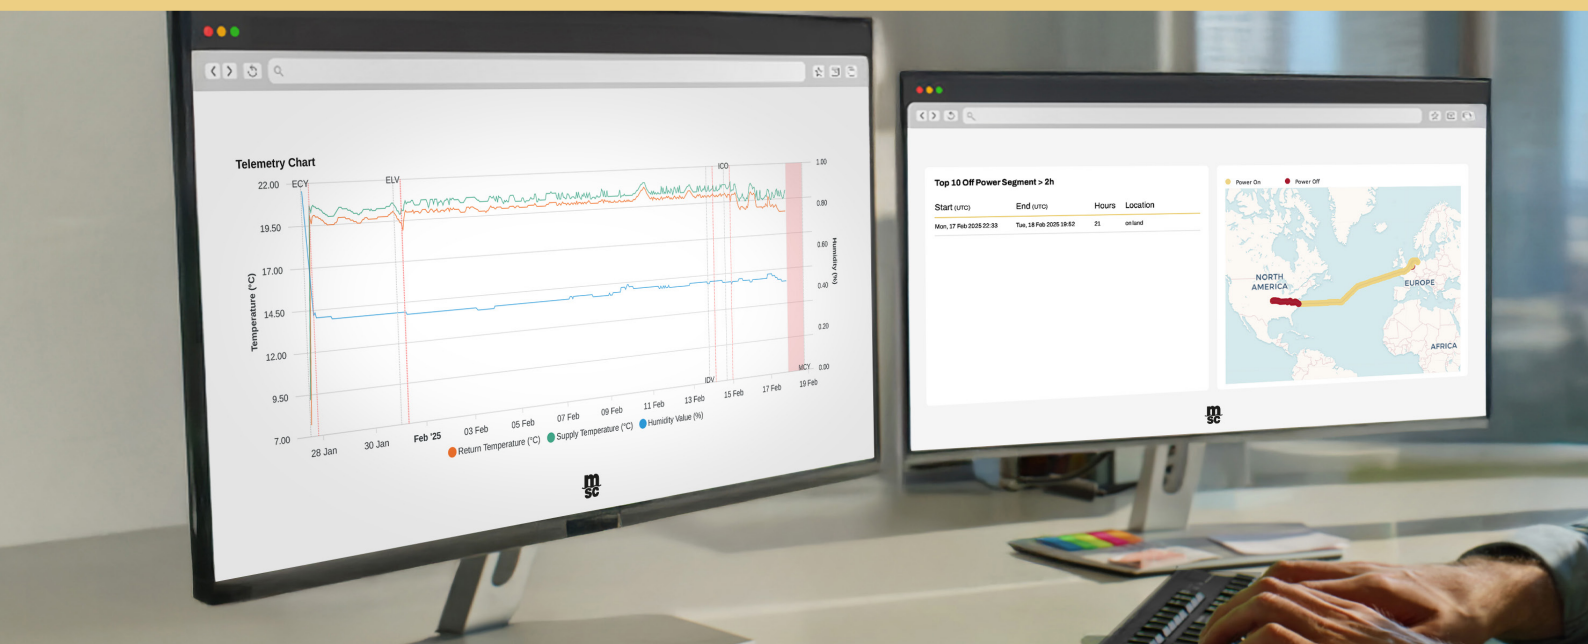 Telemetry Chart
ECY
ELV
ICO
22.00
19.50
17.00
14.50
12.00
9.50
7.00
Temperature (°C)
1.00
0.80
0.60
0.40
0.20
0.00
Humidity (%)
IDV
MCY
28 Jan
30 Jan
Feb '25
03 Feb
05 Feb
07 Feb
09 Feb
11 Feb
13 Feb
15 Feb
17 Feb
19 Feb
Return Temperature (°C) Supply Temperature (°C) Humidity Value (%)
m
sc
Top 10 Off Power Segment > 2h
Start (UTC) End (UTC) Hours Location
Mon, 17 Feb 2025 22:33 Tue, 18 Feb 2025 19:52 21 on land
Power On Power Off
NORTH
AMERICA
EUROPE
AFRICA
m
sc